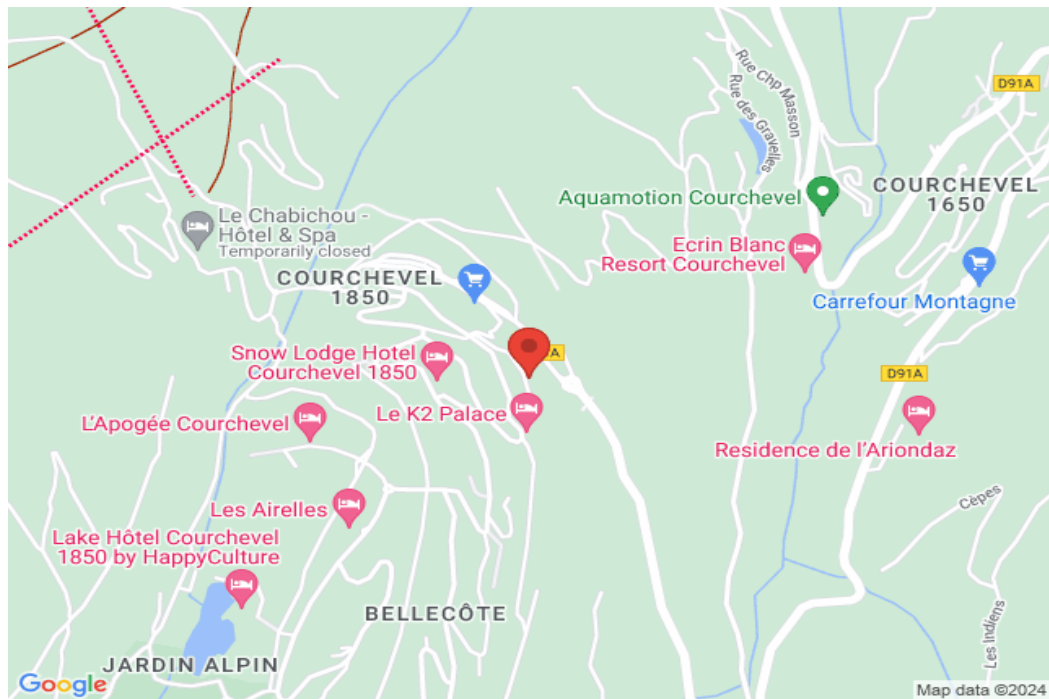 D91A
Rue Chp Masson
Rue des Gravelles
Aquamotion Courchevel
COURCHEVEL
1650
Le Chabichou -
Hôtel & Spa
Temporarily closed
Ecrin Blanc
Resort Courchevel
COURCHEVEL
1850
Carrefour Montagne
Snow Lodge Hotel
Courchevel 1850
D91A
L'Apogée Courchevel
Le K2 Palace
Residence de l'Ariondaz
Les Airelles
Cèpes
Lake Hôtel Courchevel
1850 by HappyCulture
BELLECÔTE
Les Indiens
JARDIN ALPIN
Google
Map data ©2024